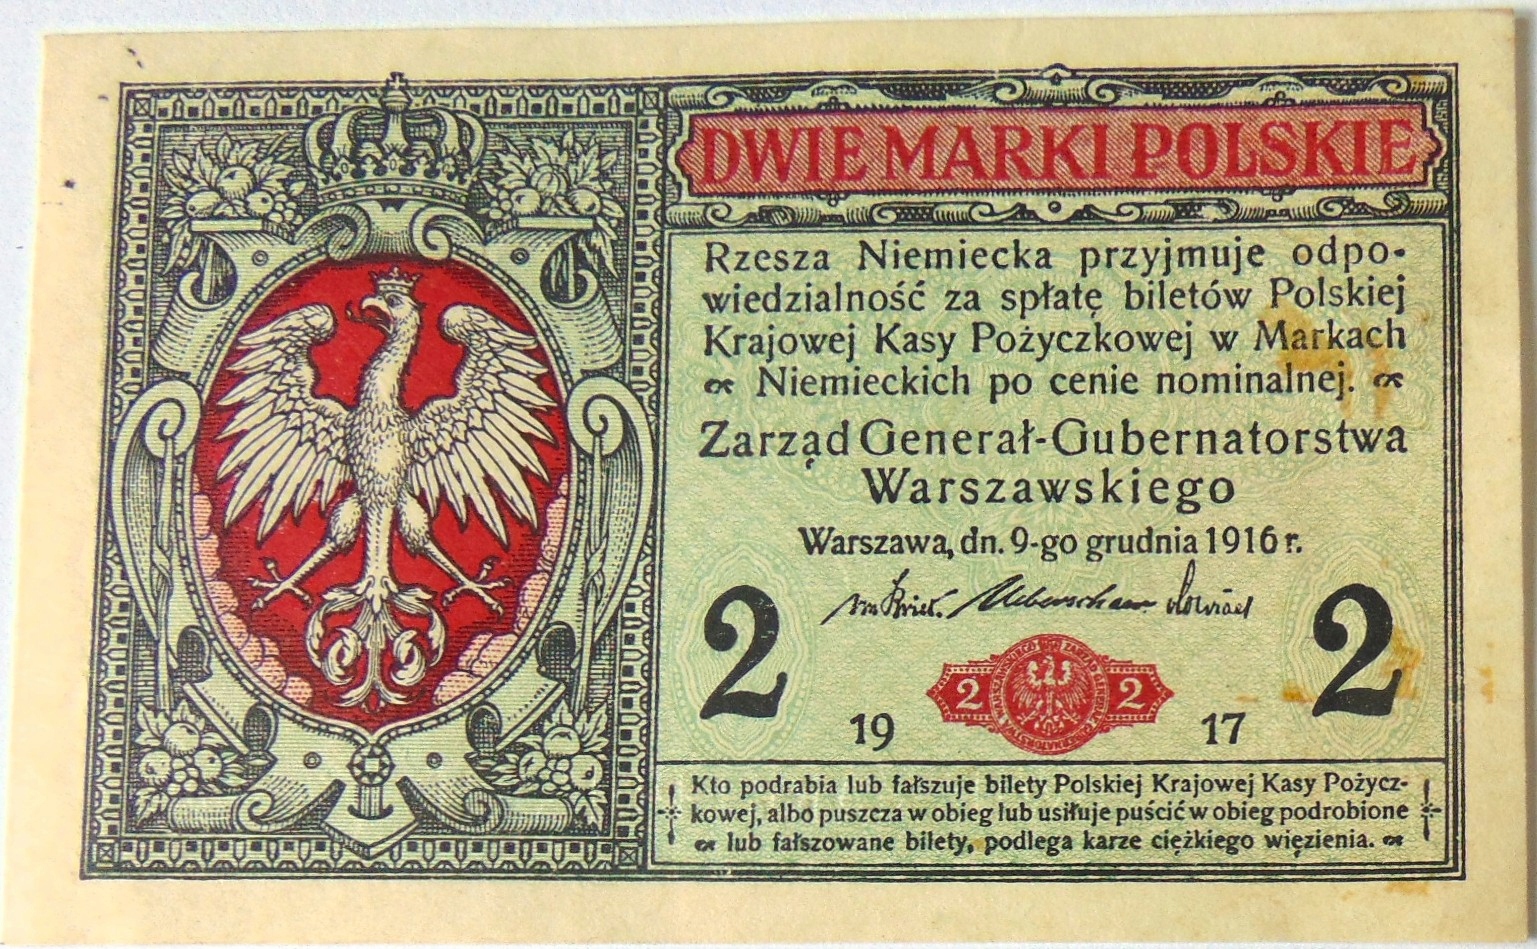 DWIE MARKI POLSKIE
Rzesza Niemiecka przyjmuje odpo-
wiedzialność za spłatę biletów Polskiej
Krajowej Kasy Pożyczkowej w Markach
Niemieckich po cenie nominalnej.
Zarząd Generał-Gubernatorstwa
Warszawskiego
Warszawa, dn. 9-go grudnia 1916 r.
2 2
2 2
19 17
Kto podrabia lub fałszuje bilety Polskiej Krajowej Kasy Pożycz-
kowej, albo puszcza w obieg lub usiłuje puścić w obieg podrobione
lub fałszowane bilety, podlega karze ciężkiego więzienia.